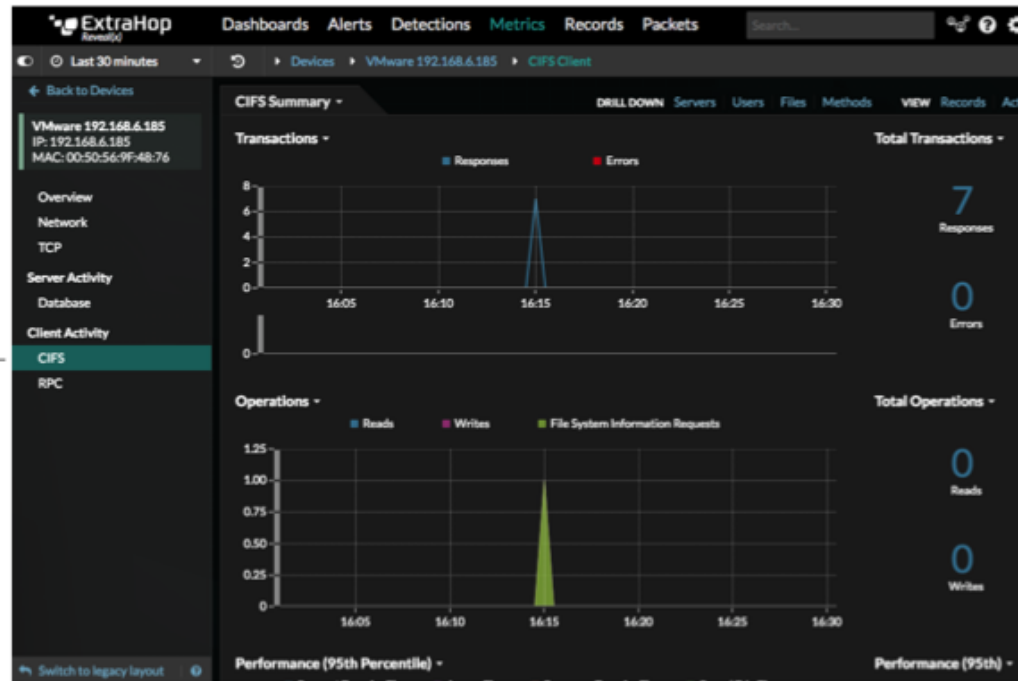 ExtraHop
Reveal(x)
Dashboards Alerts Detections Metrics Records Packets
Search...
Last 30 minutes
Devices VMware 192.168.6.185 CIFS Client
Back to Devices
VMware 192.168.6.185
IP: 192.168.6.185
MAC: 00:50:56:9F:48:76
Overview
Network
TCP
Server Activity
Database
Client Activity
CIFS
RPC
Switch to legacy layout
CIFS Summary
DRILL DOWN Servers Users Files Methods VIEW Records
Transactions
Responses Errors
8
6
4
2
0
16:05 16:10 16:15 16:20 16:25 16:30
0
Total Transactions
7
Responses
0
Errors
Operations
Reads Writes File System Information Requests
1.25
1.00
0.75
0.50
0.25
0
16:05 16:10 16:15 16:20 16:25 16:30
Total Operations
0
Reads
0
Writes
Performance (95th Percentile)
Performance (95th)